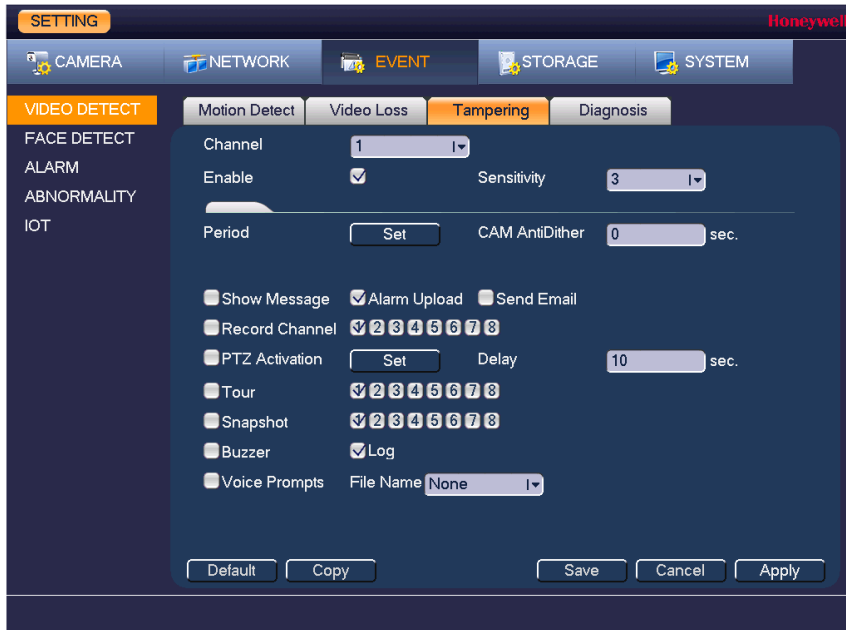 SETTING
Honeywell
CAMERA NETWORK EVENT STORAGE SYSTEM
VIDEO DETECT
FACE DETECT
ALARM
ABNORMALITY
IOT
Motion Detect Video Loss Tampering Diagnosis
Channel 1
Enable Sensitivity 3
Period Set CAM AntiDither 0 sec.
Show Message Alarm Upload Send Email
Record Channel 1 2 3 4 5 6 7 8
PTZ Activation Set Delay 10 sec.
Tour 1 2 3 4 5 6 7 8
Snapshot 1 2 3 4 5 6 7 8
Buzzer Log
Voice Prompts File Name None
Default Copy Save Cancel Apply